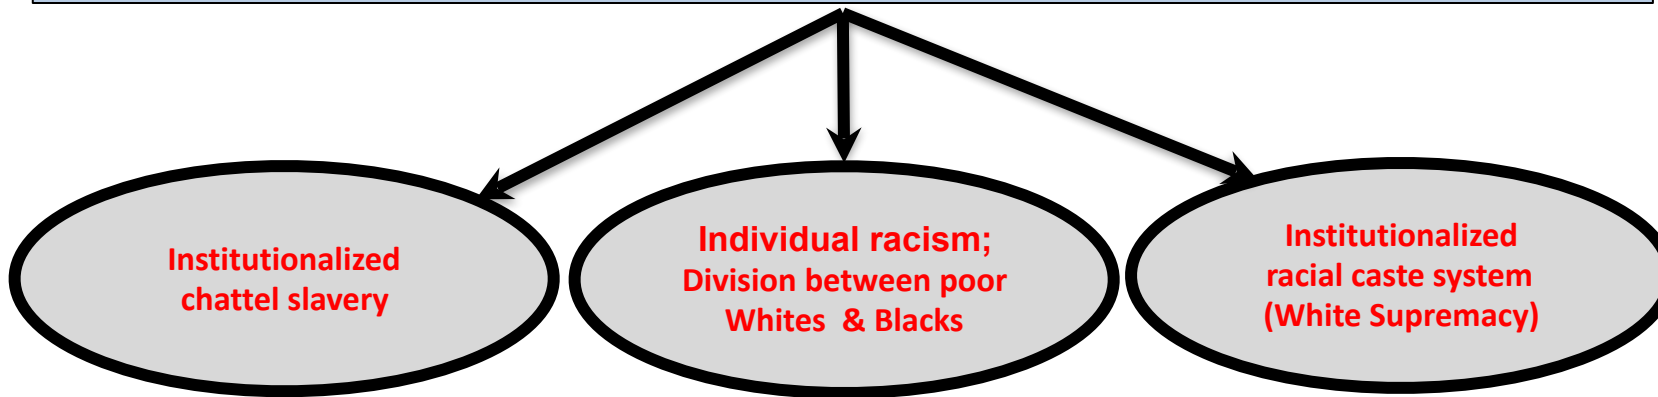 Institutionalized
chattel slavery
Individual racism;
Division between poor
Whites & Blacks
Institutionalized
racial caste system
(White Supremacy)